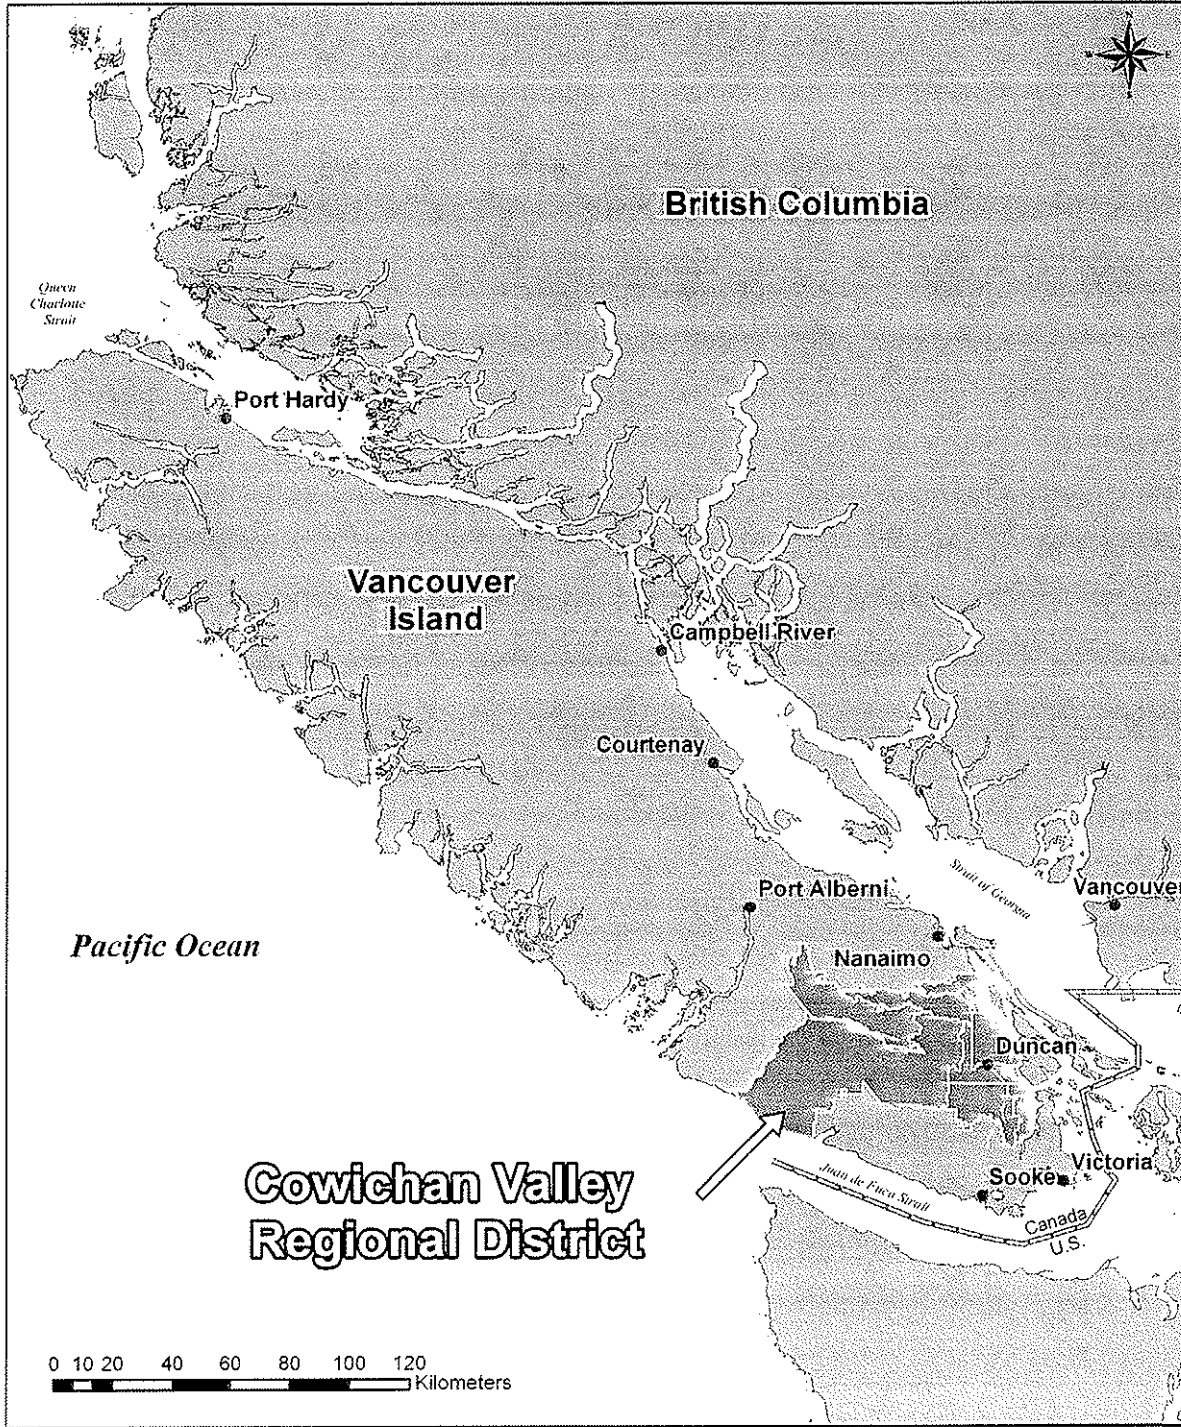 N
W
E
S
British Columbia
Queen
Charlotte
Strait
Port Hardy
Vancouver
Island
Campbell River
Courtenay
Strait of Georgia
Port Alberni
Vancouver
Pacific Ocean
Nanaimo
Duncan
Cowichan Valley
Regional District
Juan de Fuca Strait
Sooke
Victoria
Canada
U.S.
0 10 20 40 60 80 100 120
Kilometers